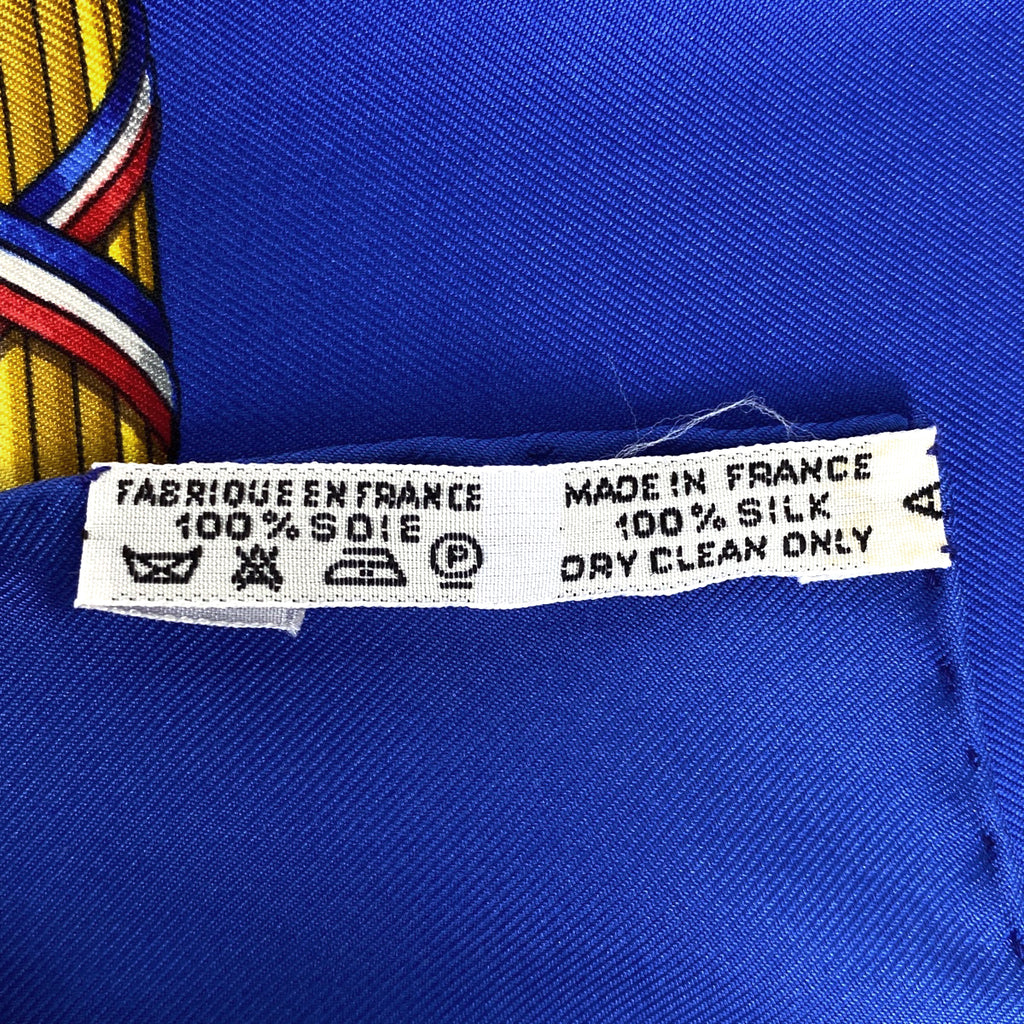 FABRIQUE EN FRANCE
100% SOIE
P
MADE IN FRANCE
100% SILK
DRY CLEAN ONLY
A